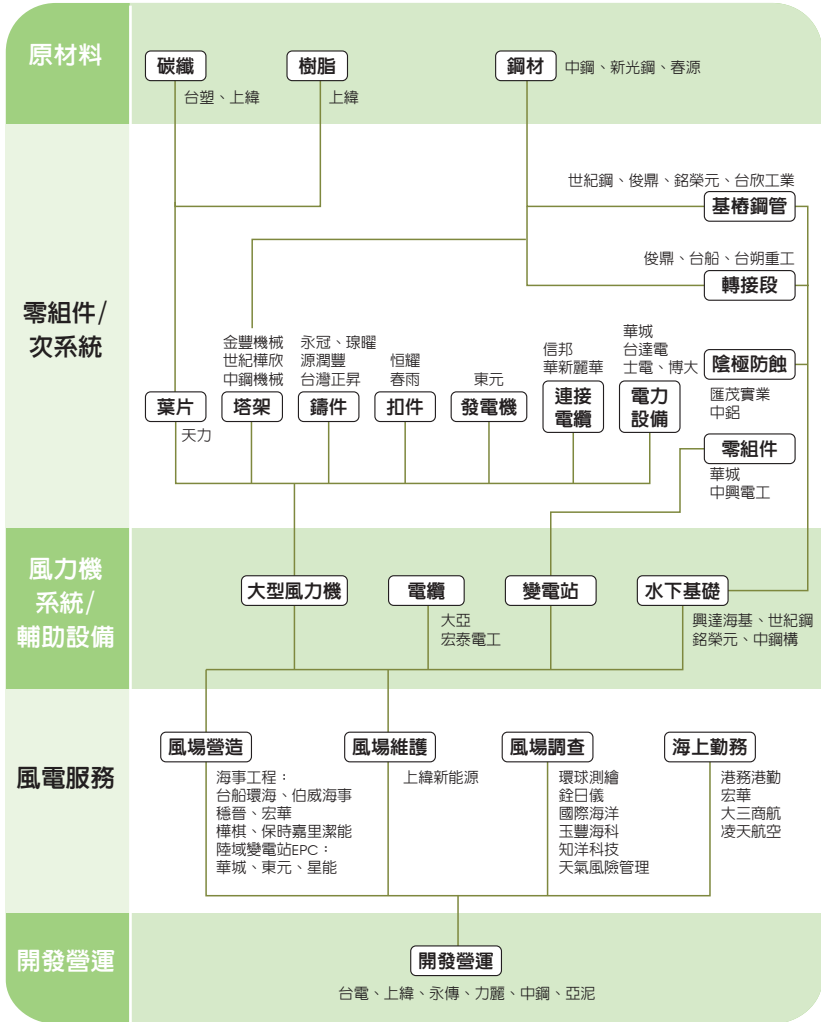 原材料
碳纖
台塑、上緯
樹脂
上緯
鋼材
中鋼、新光鋼、春源
零組件/
次系統
世紀鋼、俊鼎、銘榮元、台欣工業
基樁鋼管
俊鼎、台船、台朔重工
轉接段
陰極防蝕
匯茂實業
中鋁
零組件
華城
中興電工
葉片
天力
金豐機械
世紀樺欣
中鋼機械
塔架
永冠、璟曜
源潤豐
台灣正昇
鑄件
恒耀
春雨
扣件
東元
發電機
信邦
華新麗華
連接
電纜
華城
台達電
士電、博大
電力
設備
風力機
系統/
輔助設備
大型風力機
電纜
大亞
宏泰電工
變電站
水下基礎
興達海基、世紀鋼
銘榮元、中鋼構
風電服務
風場營造
海事工程：
台船環海、伯威海事
穩晉、宏華
樺棋、保時嘉里潔能
陸域變電站EPC：
華城、東元、星能
風場維護
上緯新能源
風場調查
環球測繪
銓日儀
國際海洋
玉豐海科
知洋科技
天氣風險管理
海上勤務
港務港勤
宏華
大三商航
凌天航空
開發營運
開發營運
台電、上緯、永傳、力麗、中鋼、亞泥